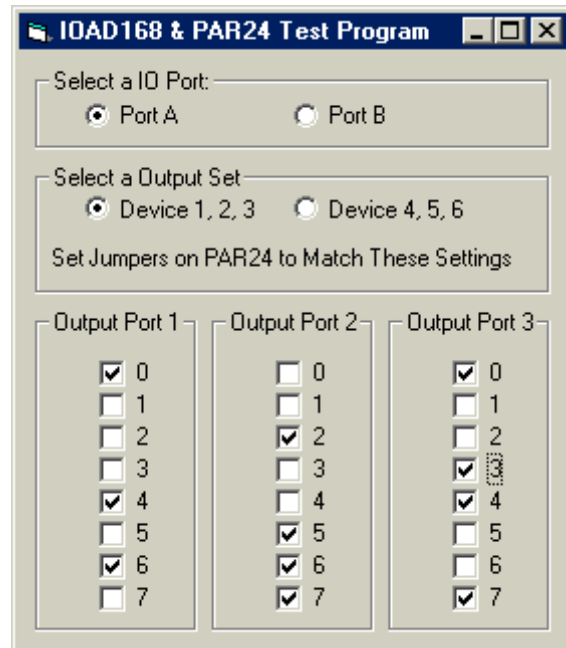 IOAD168 & PAR24 Test Program
Select a IO Port:
Port A Port B
Select a Output Set
Device 1, 2, 3 Device 4, 5, 6
Set Jumpers on PAR24 to Match These Settings
Output Port 1 Output Port 2 Output Port 3
0 0 0
1 1 1
2 2 2
3 3 3
4 4 4
5 5 5
6 6 6
7 7 7